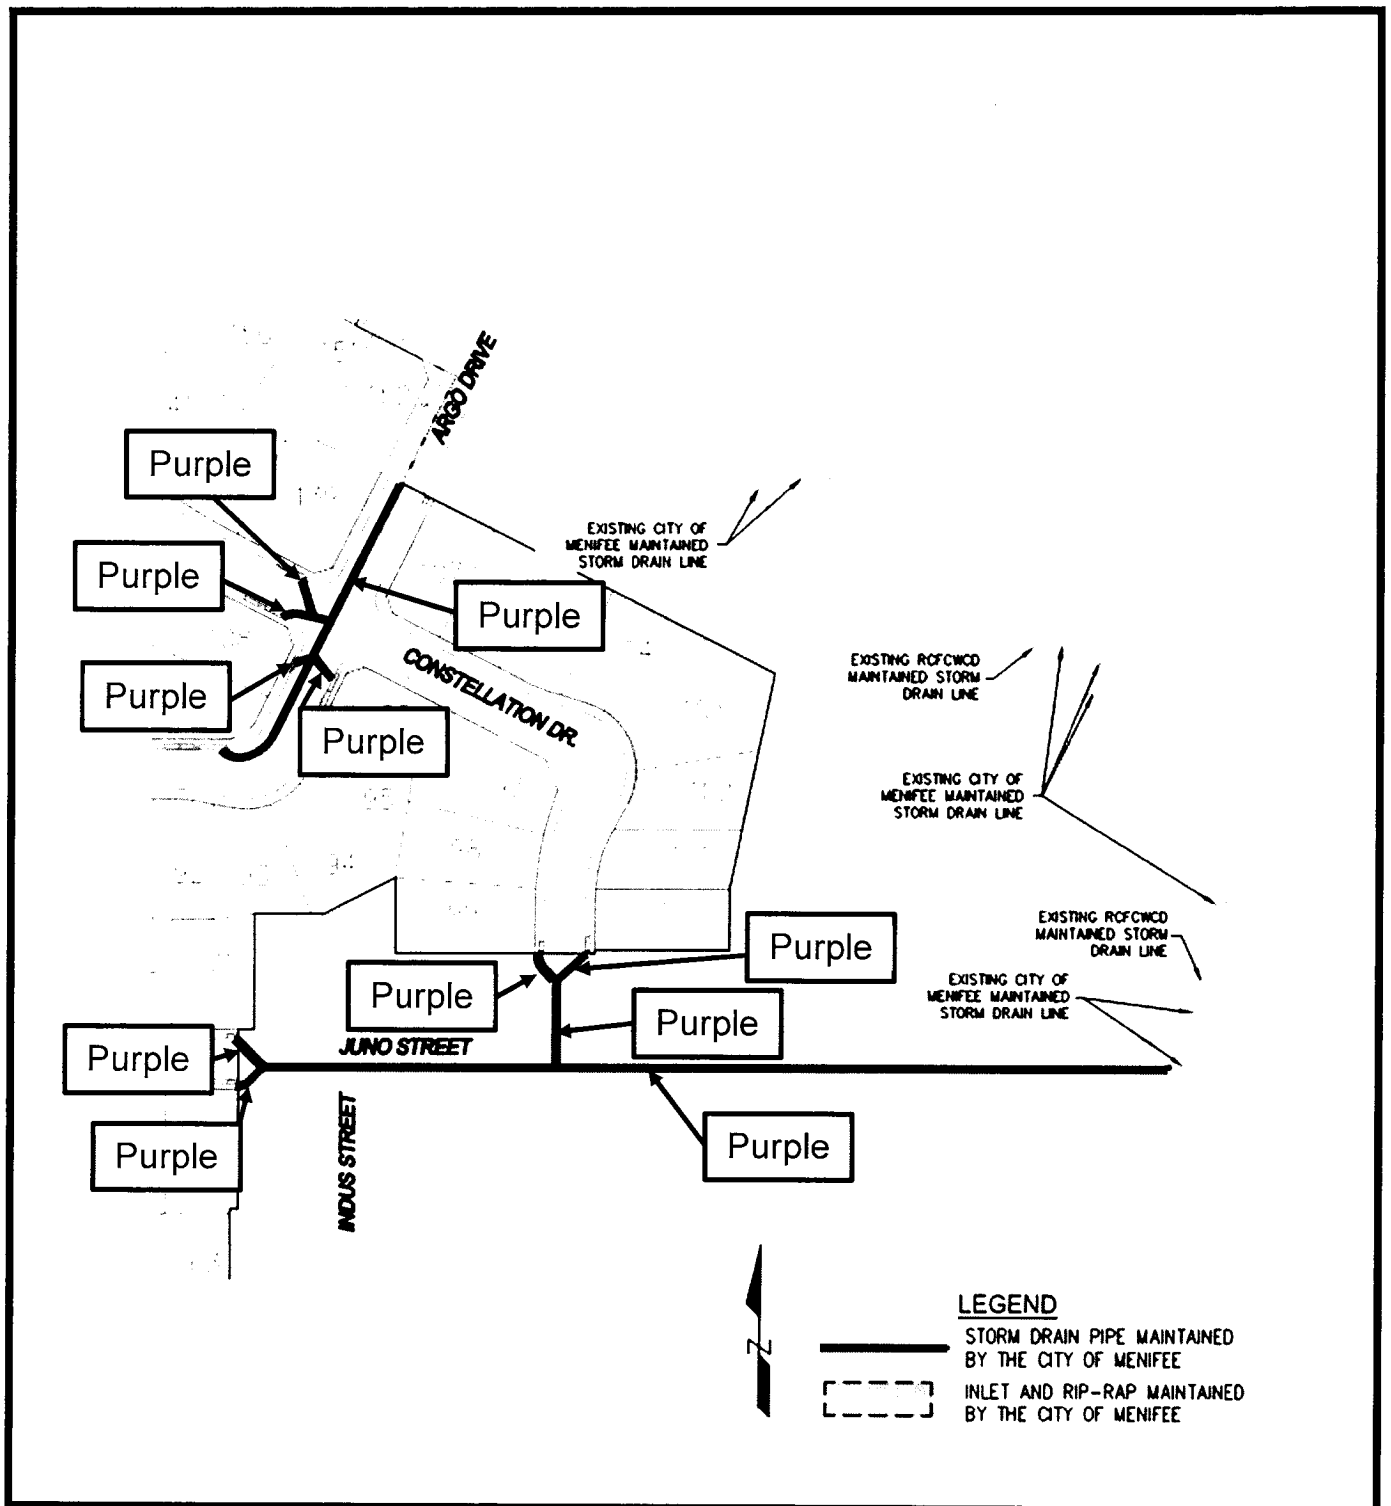 ARGO DRIVE
Purple
EXISTING CITY OF
MENIFEE MAINTAINED
STORM DRAIN LINE
Purple
Purple
CONSTELLATION DR.
Purple
Purple
EXISTING RCFCWCD
MAINTAINED STORM
DRAIN LINE
EXISTING CITY OF
MENIFEE MAINTAINED
STORM DRAIN LINE
94
EXISTING RCFCWCD
MAINTAINED STORM
DRAIN LINE
Purple
EXISTING CITY OF
MENIFEE MAINTAINED
STORM DRAIN LINE
Purple
Purple
JUNO STREET
Purple
INDUS STREET
Purple
Purple
N
LEGEND
STORM DRAIN PIPE MAINTAINED
BY THE CITY OF MENIFEE
INLET AND RIP-RAP MAINTAINED
BY THE CITY OF MENIFEE